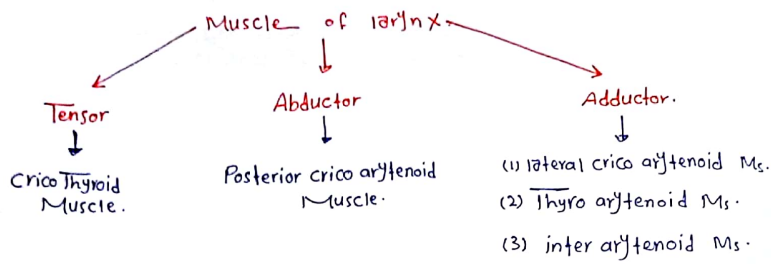 Muscle of larynx.
Tensor
Abductor
Adductor.
Crico Thyroid
Muscle.
Posterior crico arytenoid
Muscle.
(1) lateral crico arytenoid Ms.
(2) Thyro arytenoid Ms.
(3) inter arytenoid Ms.